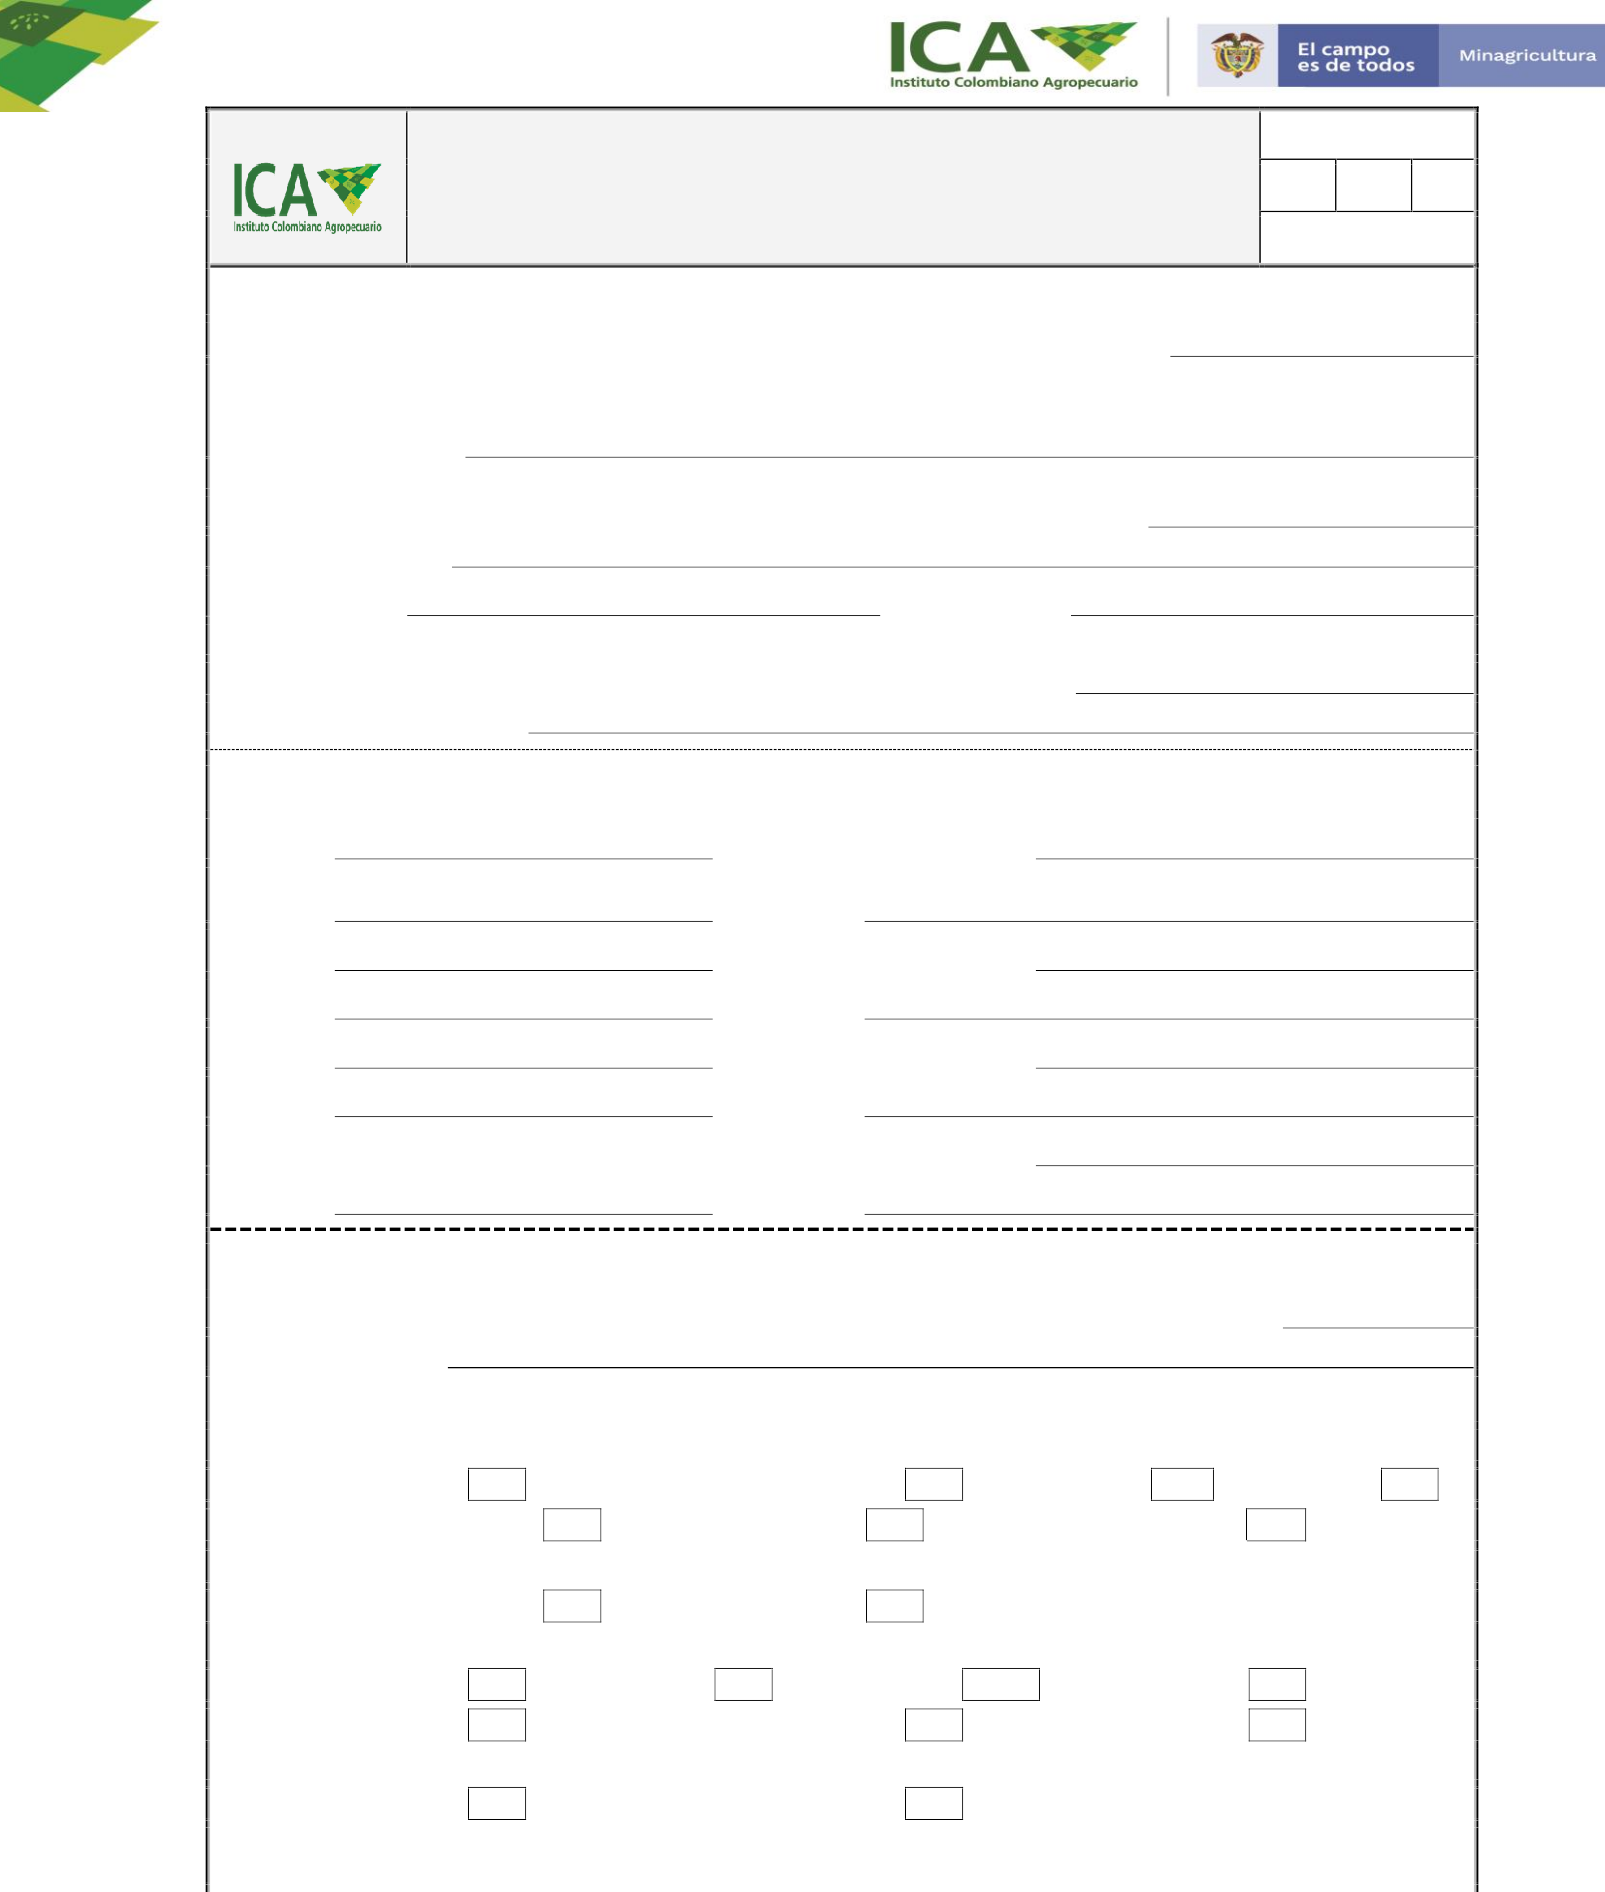 ICA
Instituto Colombiano Agropecuario
El campo
es de todos
Minagricultura
ICA
Instituto Colombiano Agropecuario